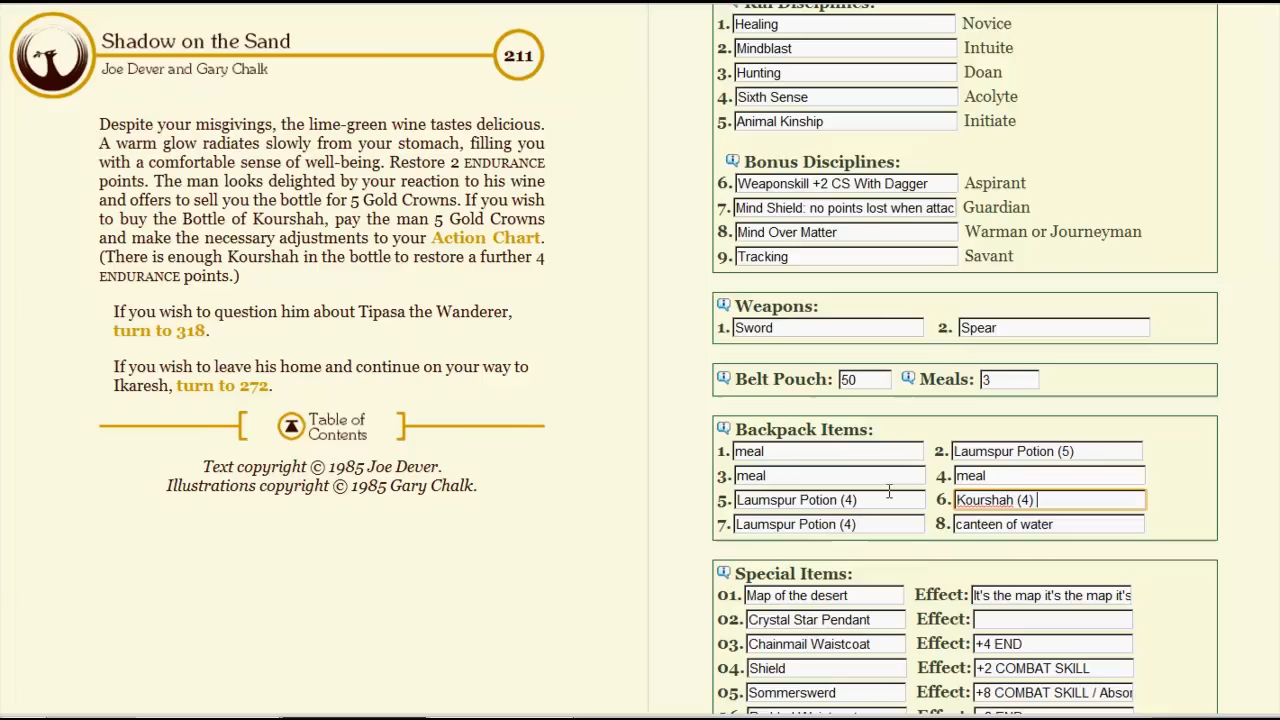 Shadow on the Sand
Joe Dever and Gary Chalk
211
Despite your misgivings, the lime-green wine tastes delicious.
A warm glow radiates slowly from your stomach, filling you
with a comfortable sense of well-being. Restore 2 ENDURANCE
points. The man looks delighted by your reaction to his wine
and offers to sell you the bottle for 5 Gold Crowns. If you wish
to buy the Bottle of Kourshah, pay the man 5 Gold Crowns
and make the necessary adjustments to your Action Chart.
(There is enough Kourshah in the bottle to restore a further 4
ENDURANCE points.)
If you wish to question him about Tipasa the Wanderer,
turn to 318.
If you wish to leave his home and continue on your way to
Ikaresh, turn to 272.
Table of
Contents
Text copyright © 1985 Joe Dever.
Illustrations copyright © 1985 Gary Chalk.
Kai Disciplines:
1. Healing Novice
2. Mindblast Intuite
3. Hunting Doan
4. Sixth Sense Acolyte
5. Animal Kinship Initiate
Bonus Disciplines:
6. Weaponskill +2 CS With Dagger Aspirant
7. Mind Shield: no points lost when attac Guardian
8. Mind Over Matter Warman or Journeyman
9. Tracking Savant
Weapons:
1. Sword 2. Spear
Belt Pouch: 50 Meals: 3
Backpack Items:
1. meal 2. Laumspur Potion (5)
3. meal 4. meal
5. Laumspur Potion (4) 6. Kourshah (4)
7. Laumspur Potion (4) 8. canteen of water
Special Items:
01. Map of the desert Effect: It's the map it's the map it's
02. Crystal Star Pendant Effect:
03. Chainmail Waistcoat Effect: +4 END
04. Shield Effect: +2 COMBAT SKILL
05. Sommerswerd Effect: +8 COMBAT SKILL / Absor